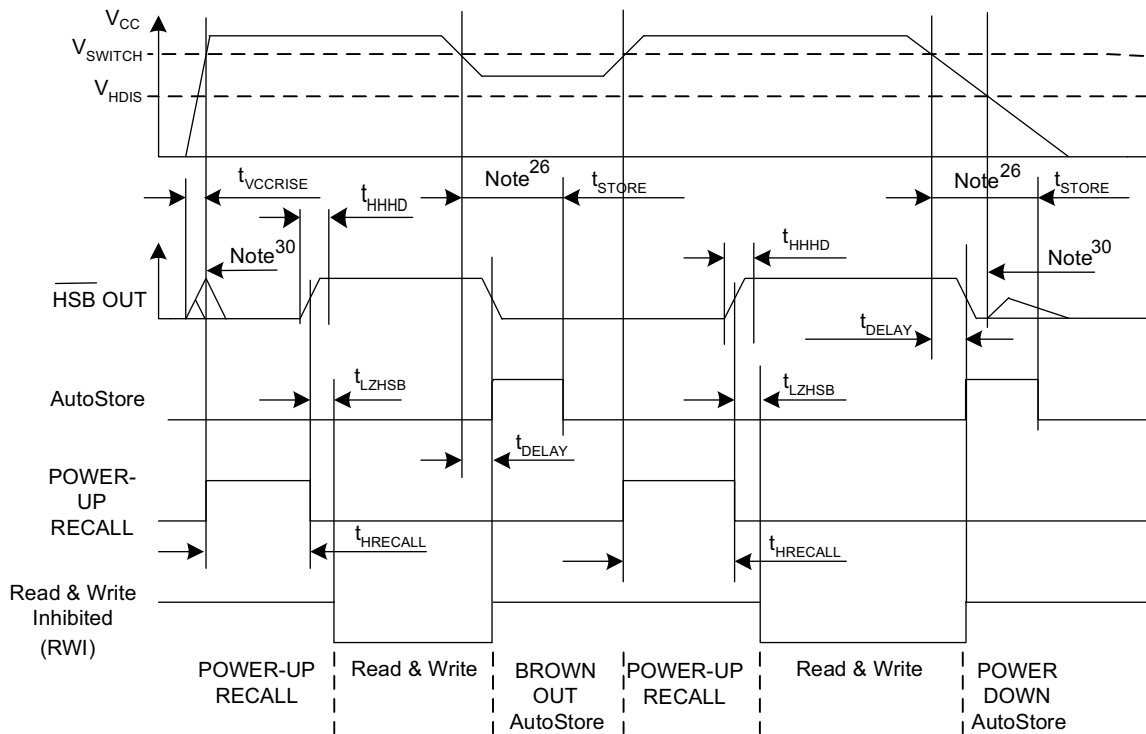 VCC
VSWITCH
VHDIS
tVCCRISE
Note26
tSTORE
Note26
tSTORE
tHHHD
Note30
tHHHD
Note30
HSB OUT
tDELAY
tLZHSB
tLZHSB
AutoStore
tDELAY
POWER-
UP
RECALL
tHRECALL
tHRECALL
Read & Write
Inhibited
(RWI)
POWER-UP
RECALL
Read & Write
BROWN
OUT
AutoStore
POWER-UP
RECALL
Read & Write
POWER
DOWN
AutoStore